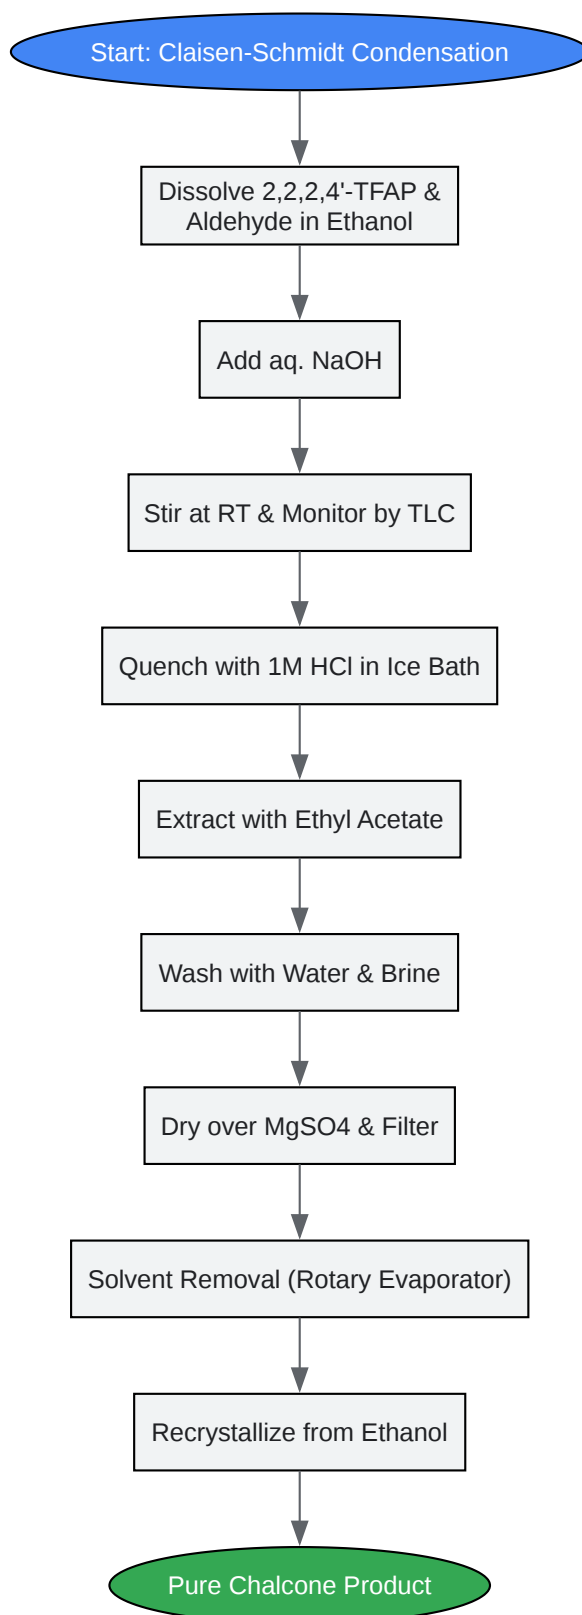 Start: Claisen-Schmidt Condensation
Dissolve 2,2,2,4'-TFAP &
Aldehyde in Ethanol
Add aq. NaOH
Stir at RT & Monitor by TLC
Quench with 1M HCl in Ice Bath
Extract with Ethyl Acetate
Wash with Water & Brine
Dry over MgSO4 & Filter
Solvent Removal (Rotary Evaporator)
Recrystallize from Ethanol
Pure Chalcone Product